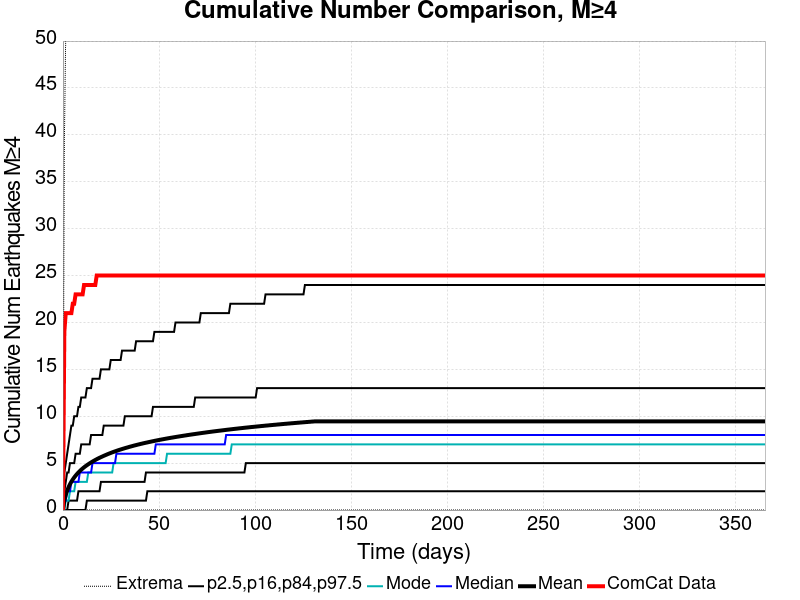 Cumulative Number Comparison, M≥4
50
45
40
35
30
25
20
15
10
5
0
Cumulative Num Earthquakes M≥4
0 50 100 150 200 250 300 350
Time (days)
Extrema p2.5,p16,p84,p97.5 Mode Median Mean ComCat Data